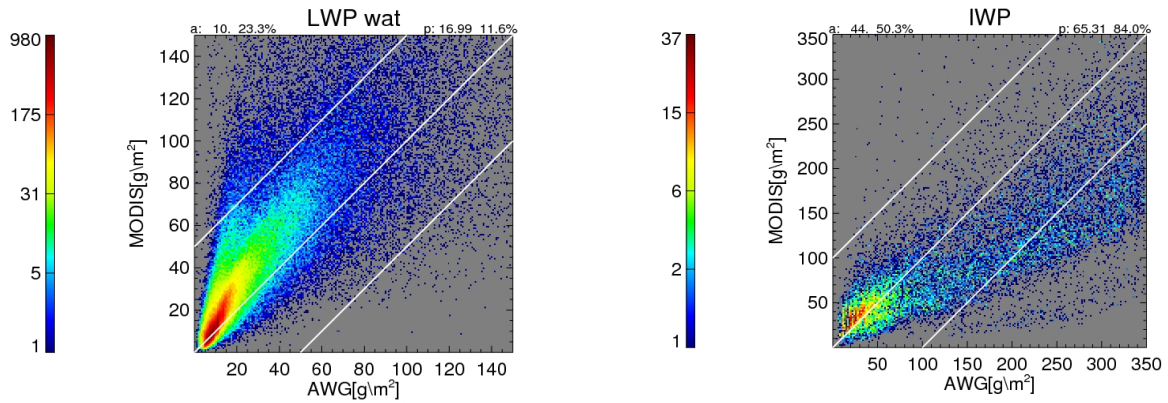 LWP wat
a: 10. 23.3% p: 16.99 11.6%
980
175
31
5
1
MODIS[g\m²]
140
120
100
80
60
40
20
20 40 60 80 100 120 140
AWG[g\m²]
IWP
a: 44. 50.3% p: 65.31 84.0%
37
15
6
2
1
MODIS[g\m²]
350
300
250
200
150
100
50
50 100 150 200 250 300 350
AWG[g\m²]